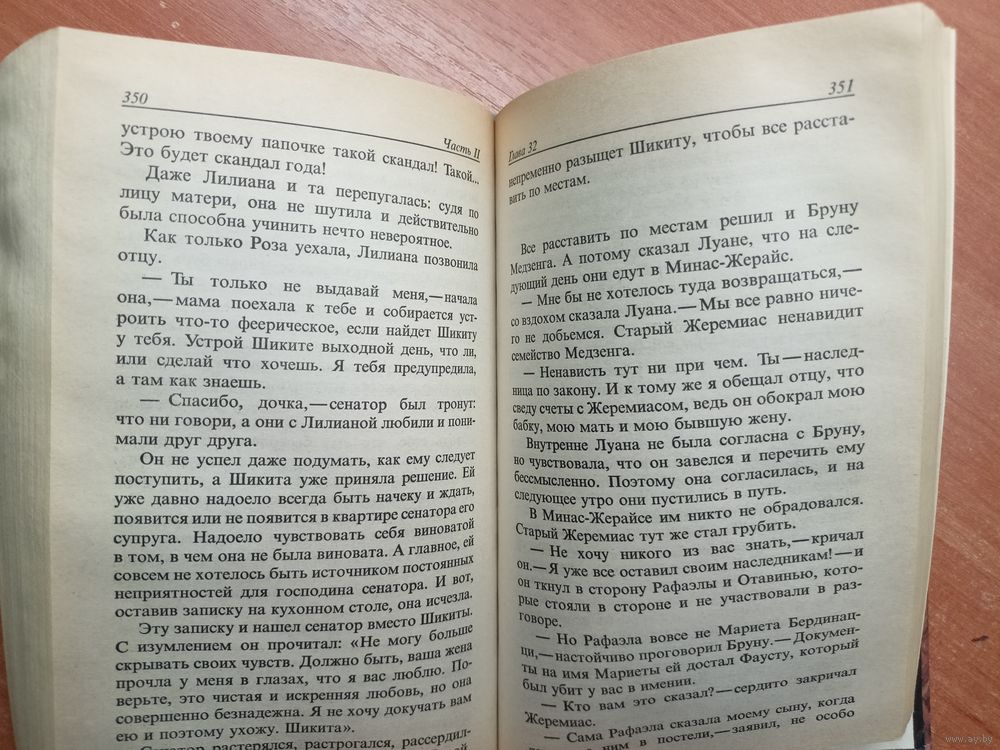 350
Часть II
устрою твоему папочке такой скандал! Такой...
Это будет скандал года!
Даже Лилиана и та перепугалась: судя по
лицу матери, она не шутила и действительно
была способна учинить нечто невероятное.
Как только Роза уехала, Лилиана позвонила
отцу.
— Ты только не выдавай меня,—начала
она,—мама поехала к тебе и собирается уст-
роить что-то феерическое, если найдет Шикиту
у тебя. Устрой Шиките выходной день, что ли,
или сделай что хочешь. Я тебя предупредила,
а там как знаешь.
— Спасибо, дочка,—сенатор был тронут:
что ни говори, а они с Лилианой любили и пони-
мали друг друга.
Он не успел даже подумать, как ему следует
поступить, а Шикита уже приняла решение. Ей
уже давно надоело всегда быть начеку и ждать,
появится или не появится в квартире сенатора его
супруга. Надоело чувствовать себя виноватой
в том, в чем она не была виновата. А главное, ей
совсем не хотелось быть источником постоянных
неприятностей для господина сенатора. И вот,
оставив записку на кухонном столе, она исчезла.
Эту записку и нашел сенатор вместо Шикиты.
С изумлением он прочитал: «Не могу больше
скрывать своих чувств. Должно быть, ваша жена
прочла у меня в глазах, что я вас люблю. По-
верьте, это чистая и искренняя любовь, но она
совершенно безнадежна. Я не хочу докучать вам
ею и поэтому ухожу. Шикита».
Сенатор растерялся, растрогался, рассердил-
351
Глава 32
непременно разыщет Шикиту, чтобы все расста-
вить по местам.
Все расставить по местам решил и Бруну
Медзенга. А потому сказал Луане, что на сле-
дующий день они едут в Минас-Жерайс.
— Мне бы не хотелось туда возвращаться,—
со вздохом сказала Луана.—Мы все равно ниче-
го не добьемся. Старый Жеремиас ненавидит
семейство Медзенга.
— Ненависть тут ни при чем. Ты—наслед-
ница по закону. И к тому же я обещал отцу, что
сведу счеты с Жеремиасом, ведь он обокрал мою
бабку, мою мать и мою бывшую жену.
Внутренне Луана не была согласна с Бруну,
но чувствовала, что он завелся и перечить ему
бессмысленно. Поэтому она согласилась, и на
следующее утро они пустились в путь.
В Минас-Жерайсе им никто не обрадовался.
Старый Жеремиас тут же стал грубить.
— Не хочу никого из вас знать,—кричал
он.—Я уже все оставил своим наследникам!—и
он ткнул в сторону Рафаэлы и Отавинью, кото-
рые стояли в стороне и не участвовали в раз-
говоре.
— Но Рафаэла вовсе не Мариета Бердинац-
ци,—настойчиво проговорил Бруну.—Докумен-
ты на имя Мариеты ей достал Фаусту, который
был убит у вас в имении.
— Кто вам это сказал?—сердито закричал
Жеремиас.
— Сама Рафаэла сказала моему сыну, когда
с ним в постели,—заявил, не особо
www.ay.by